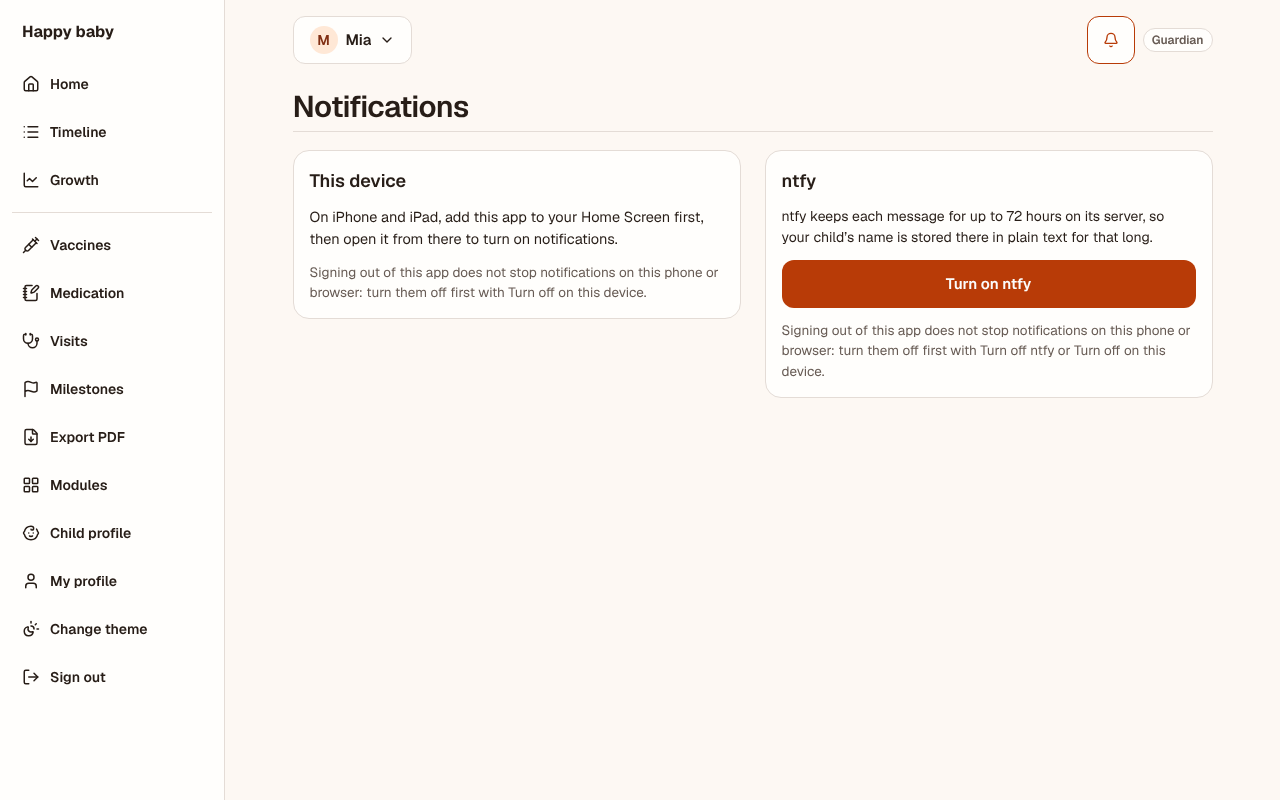 Happy baby
Home
Timeline
Growth
Vaccines
Medication
Visits
Milestones
Export PDF
Modules
Child profile
My profile
Change theme
Sign out
M Mia
Guardian
Notifications
This device
On iPhone and iPad, add this app to your Home Screen first,
then open it from there to turn on notifications.
Signing out of this app does not stop notifications on this phone or
browser: turn them off first with Turn off on this device.
ntfy
ntfy keeps each message for up to 72 hours on its server, so
your child's name is stored there in plain text for that long.
Turn on ntfy
Signing out of this app does not stop notifications on this phone or
browser: turn them off first with Turn off ntfy or Turn off on this
device.